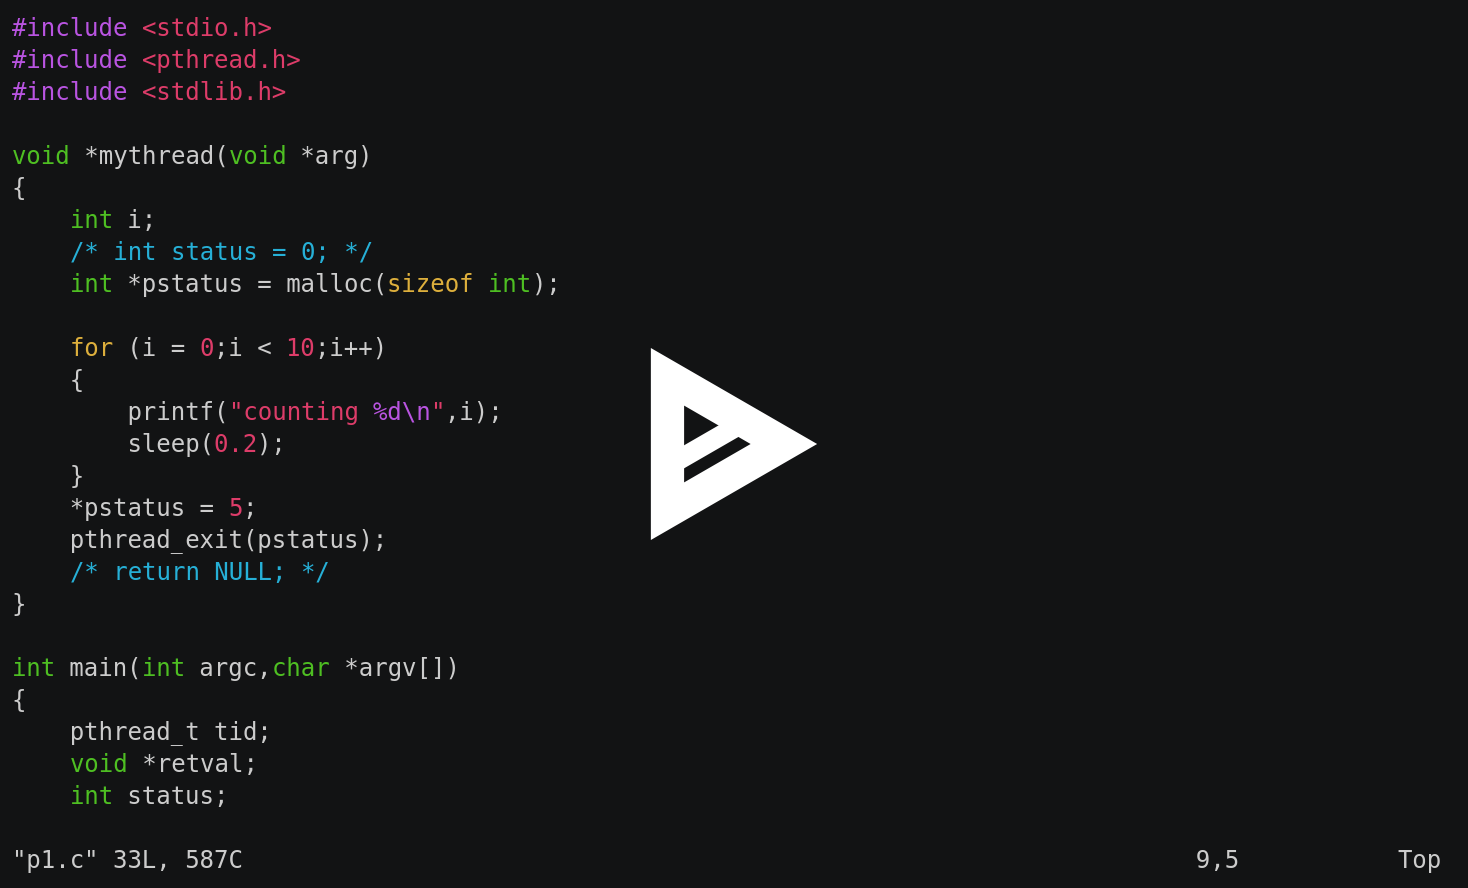 #include <stdio.h>
#include <pthread.h>
#include <stdlib.h>

void *mythread(void *arg)
{
    int i;
    /* int status = 0; */
    int *pstatus = malloc(sizeof int);

    for (i = 0;i < 10;i++)
    {
        printf("counting %d\n",i);
        sleep(0.2);
    }
    *pstatus = 5;
    pthread_exit(pstatus);
    /* return NULL; */
}

int main(int argc,char *argv[])
{
    pthread_t tid;
    void *retval;
    int status;

"p1.c" 33L, 587C 9,5 Top